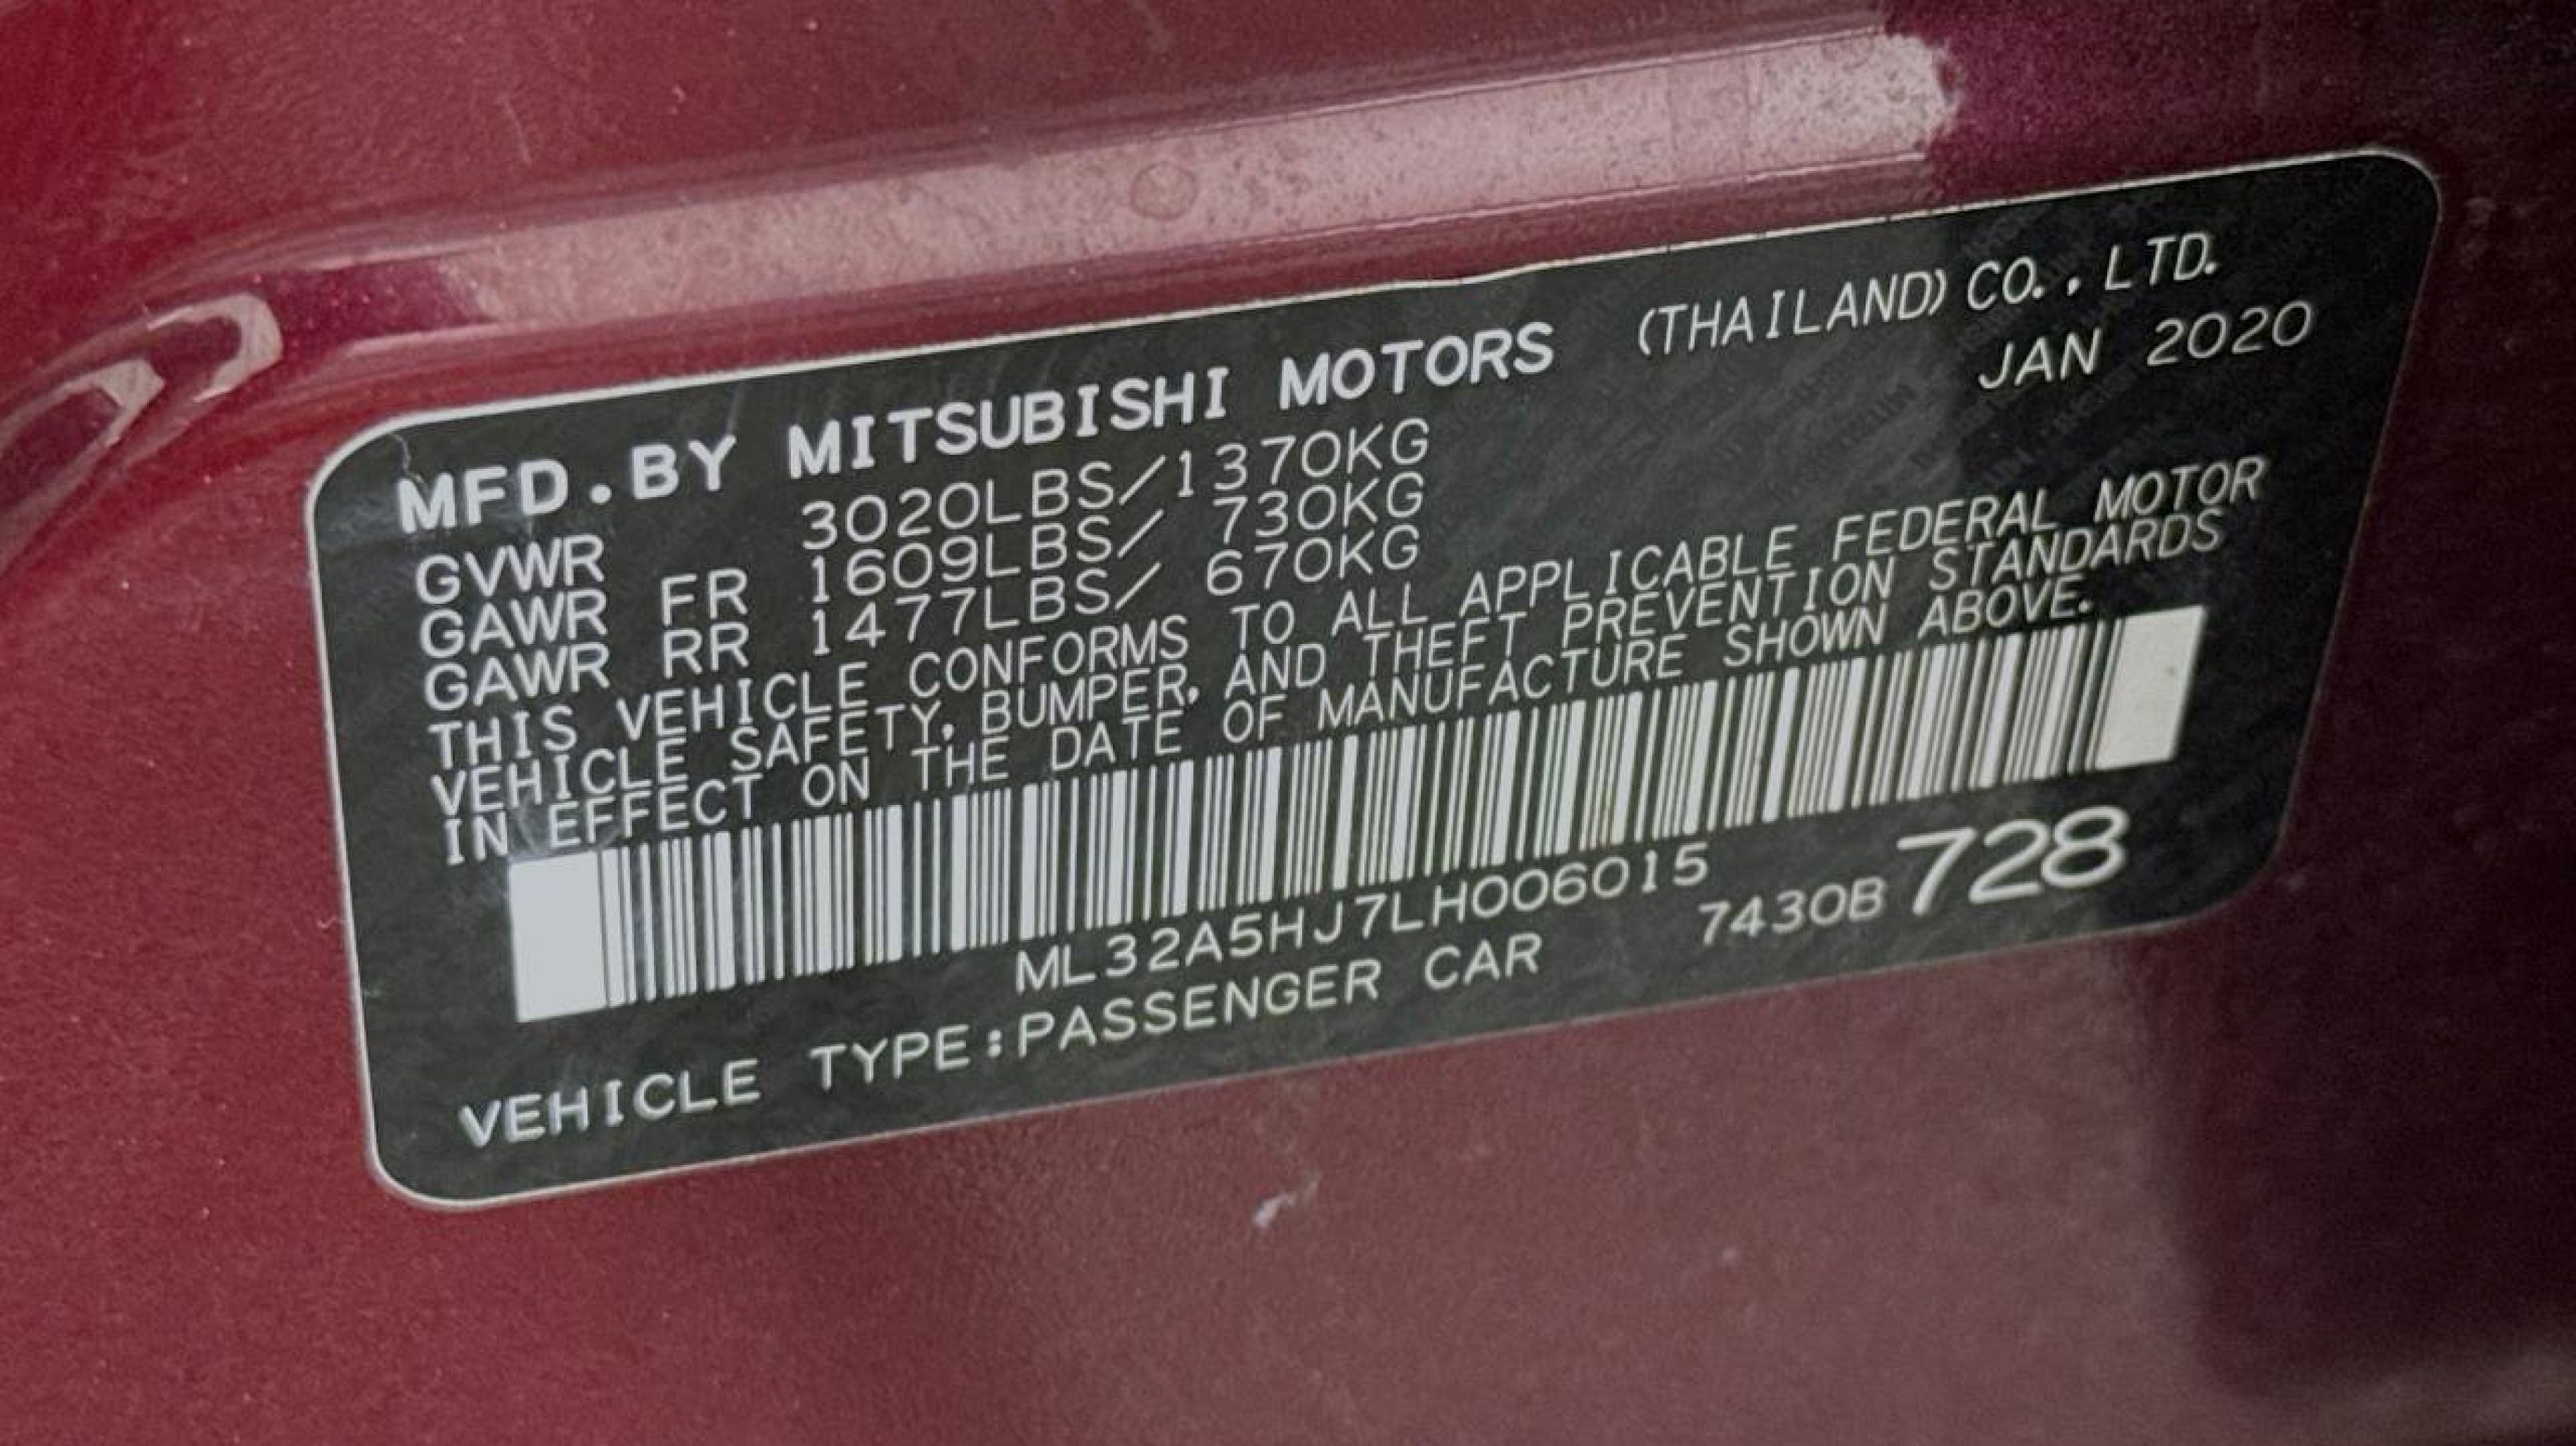 MFD.BY MITSUBISHI MOTORS (THAILAND) CO., LTD.
JAN 2020
GVWR 3020LBS/1370KG
GAWR FR 1609LBS/ 730KG
GAWR RR 1477LBS/ 670KG
THIS VEHICLE CONFORMS TO ALL APPLICABLE FEDERAL MOTOR
VEHICLE SAFETY, BUMPER, AND THEFT PREVENTION STANDARDS
IN EFFECT ON THE DATE OF MANUFACTURE SHOWN ABOVE.
ML32A5HJ7LH006015
7430B728
VEHICLE TYPE:PASSENGER CAR